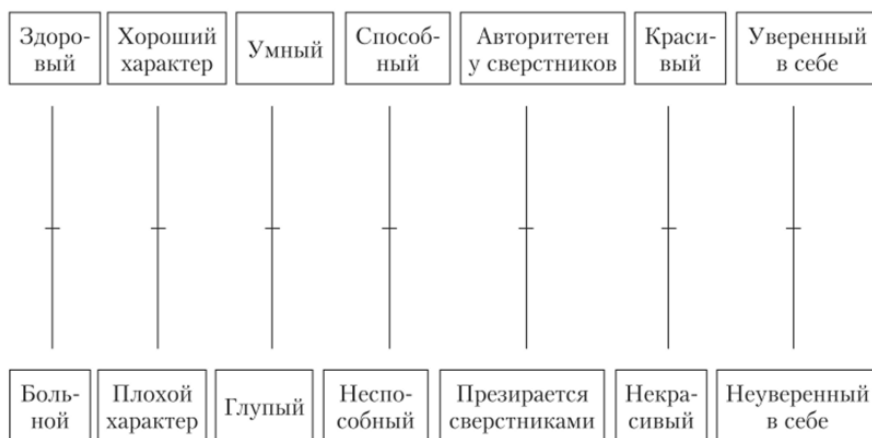 Здоро-
вый
Хороший
характер
Умный
Способ-
ный
Авторитетен
у сверстников
Краси-
вый
Уверенный
в себе
Боль-
ной
Плохой
характер
Глупый
Неспо-
собный
Презирается
сверстниками
Некра-
сивый
Неуверенный
в себе